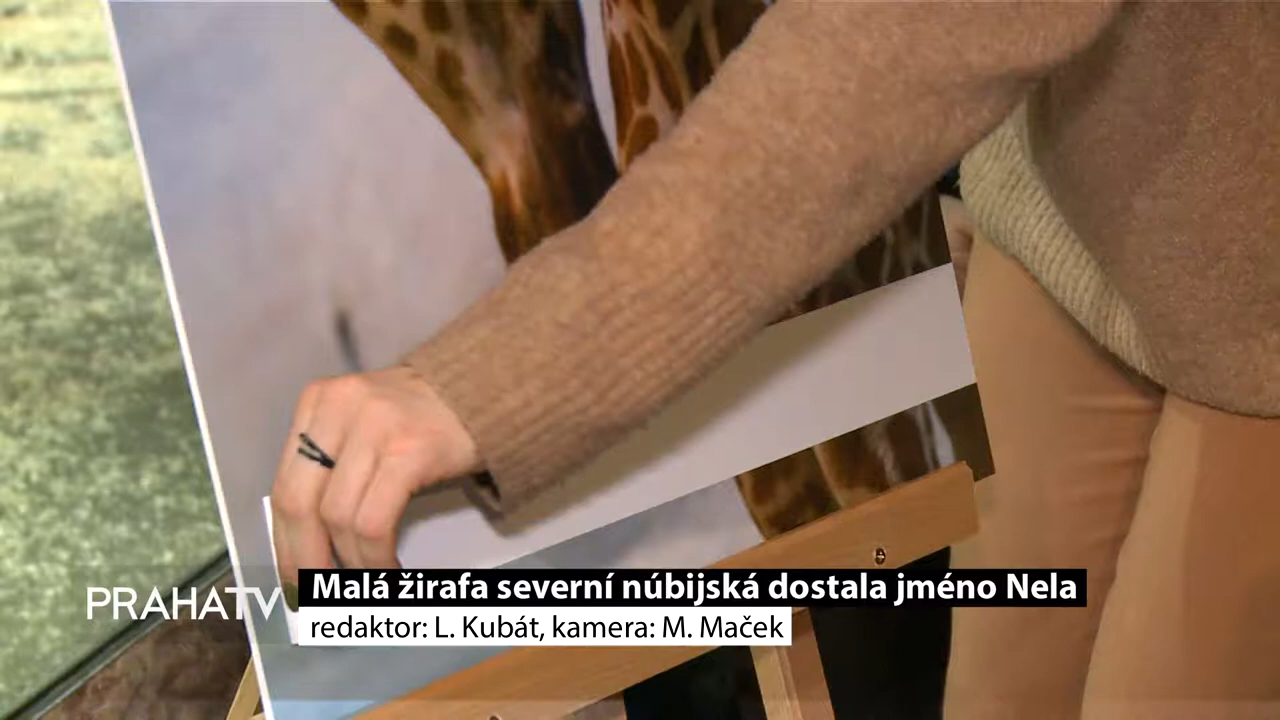 PRAHATV
Malá žirafa severní núbijská dostala jméno Nela
redaktor: L. Kubát, kamera: M. Maček